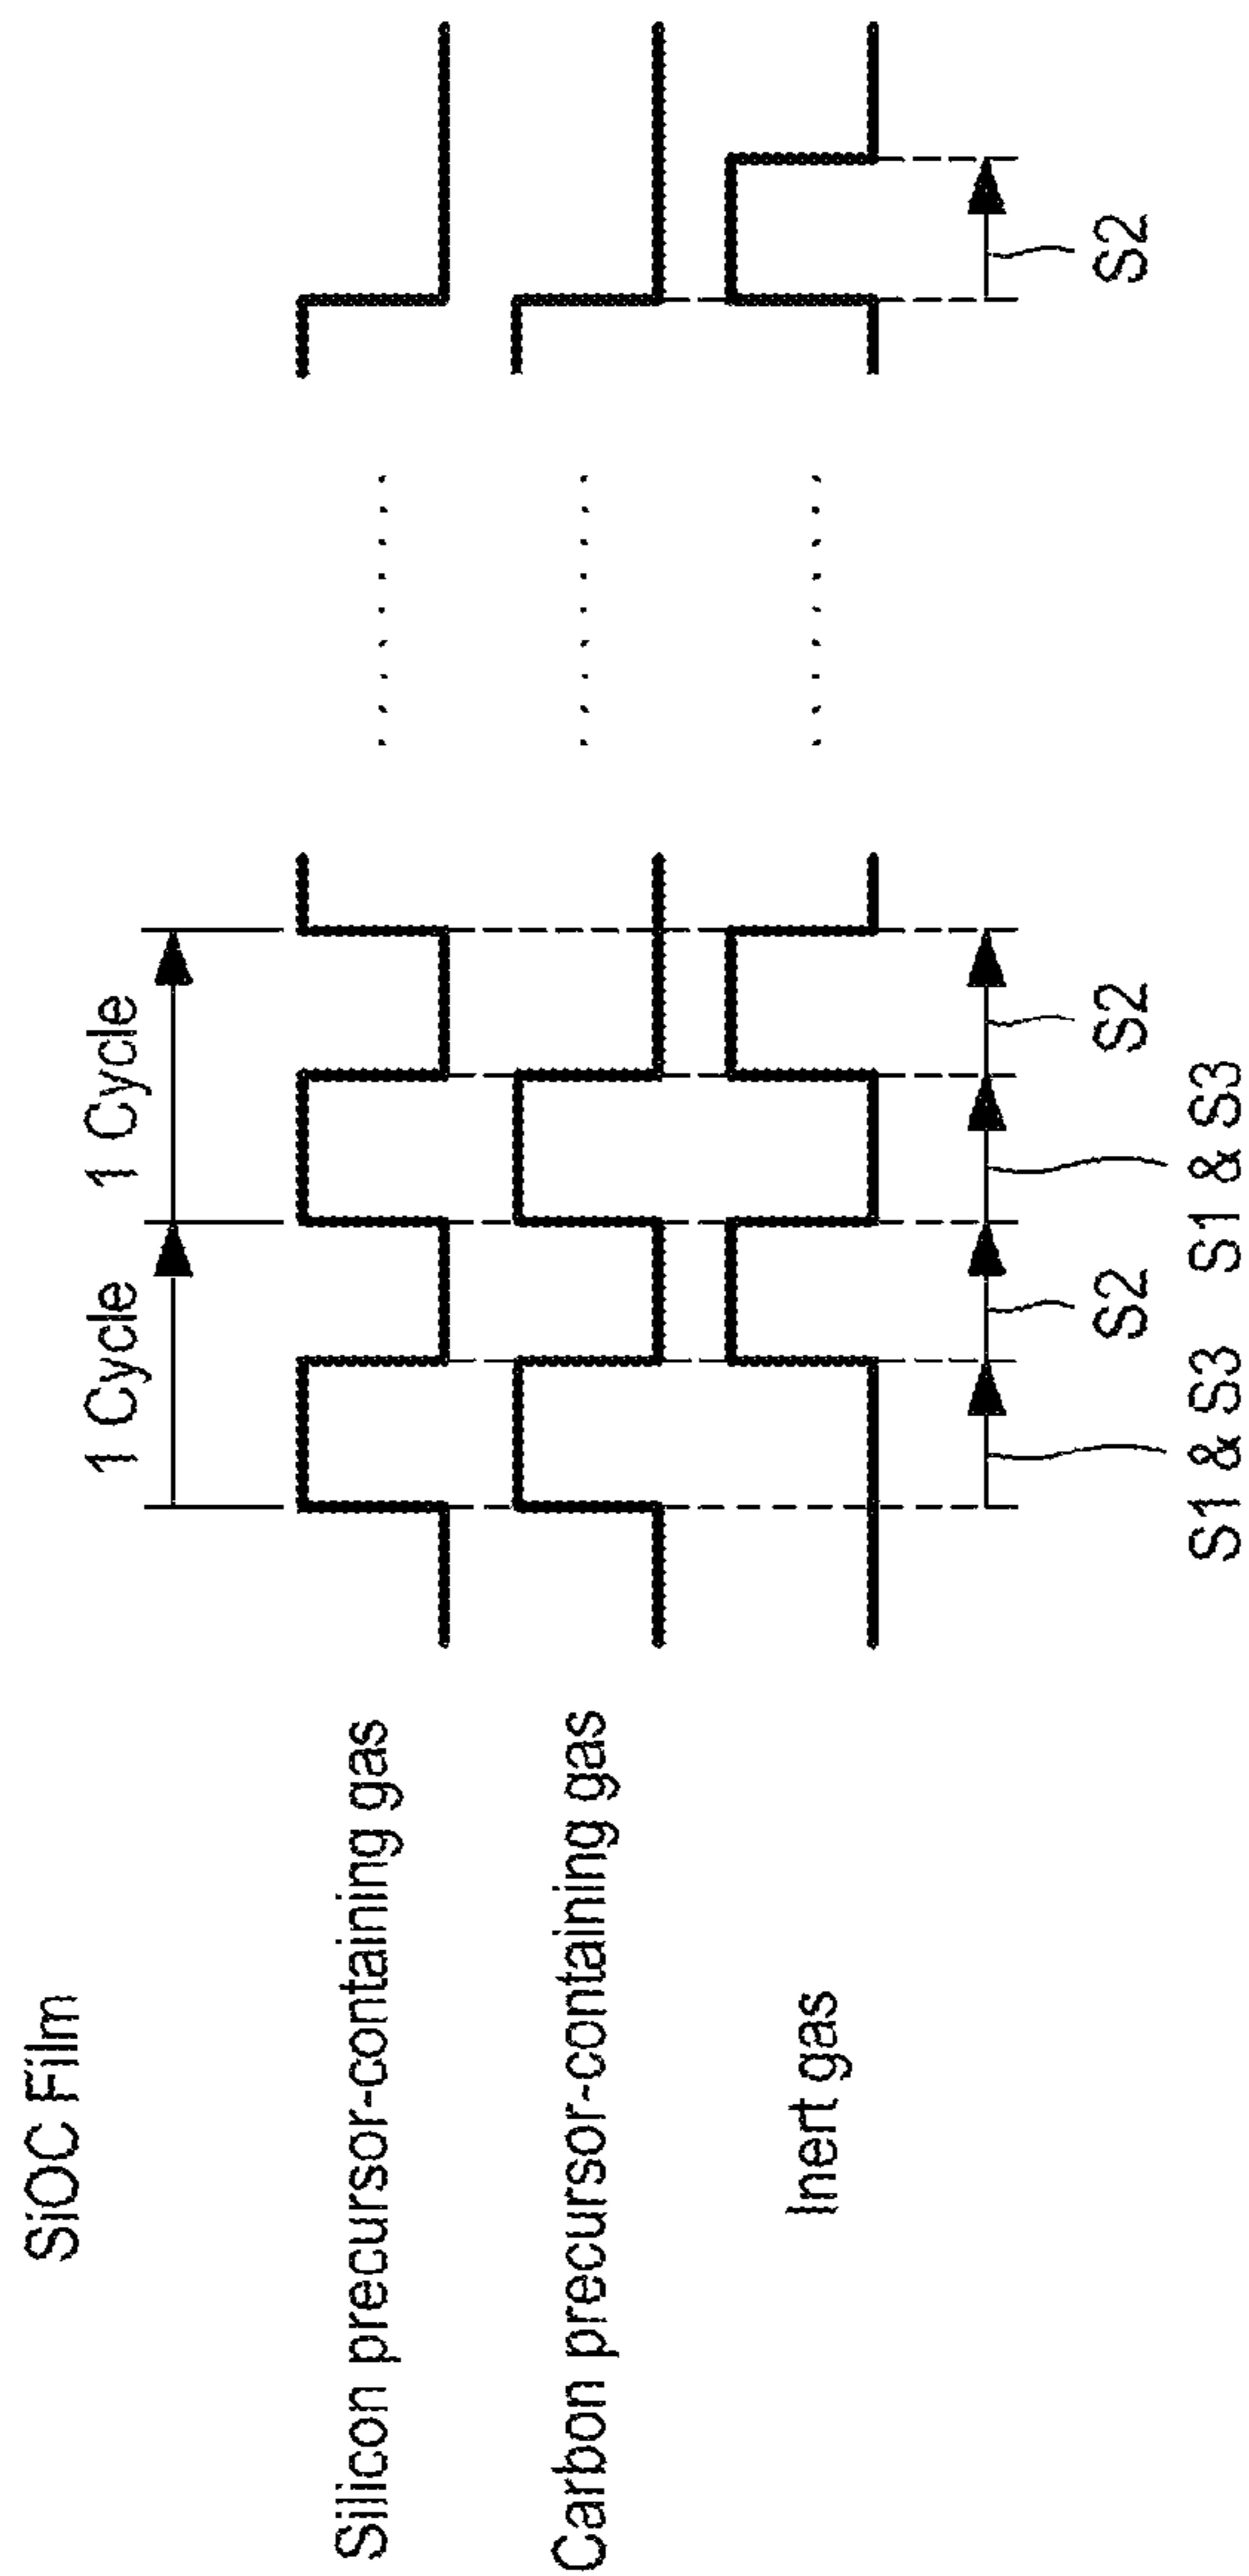 SiOC Film
1 Cycle
1 Cycle
Silicon precursor-containing gas
Carbon precursor-containing gas
Inert gas
S2
S2
S2
S1 & S3
S1 & S3